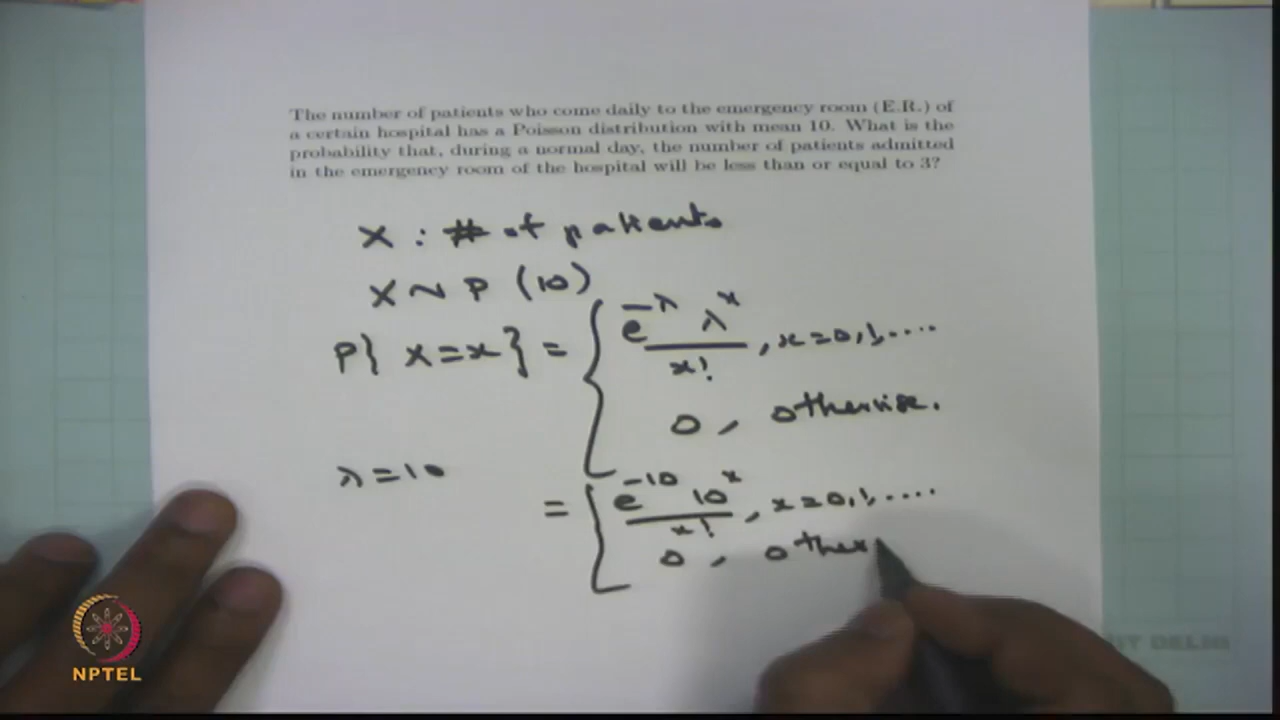 The number of patients who come daily to the emergency room (E.R.) of
a certain hospital has a Poisson distribution with mean 10. What is the
probability that, during a normal day, the number of patients admitted
in the emergency room of the hospital will be less than or equal to 3?
X : # of patients
X ~ P (10)
P{ X = x } = { e^-λ λ^x / x! , x = 0, 1, ....
0 , otherwise.
λ = 10
= { e^-10 10^x / x! , x = 0, 1, ....
0 , other
NPTEL
IIT DELHI